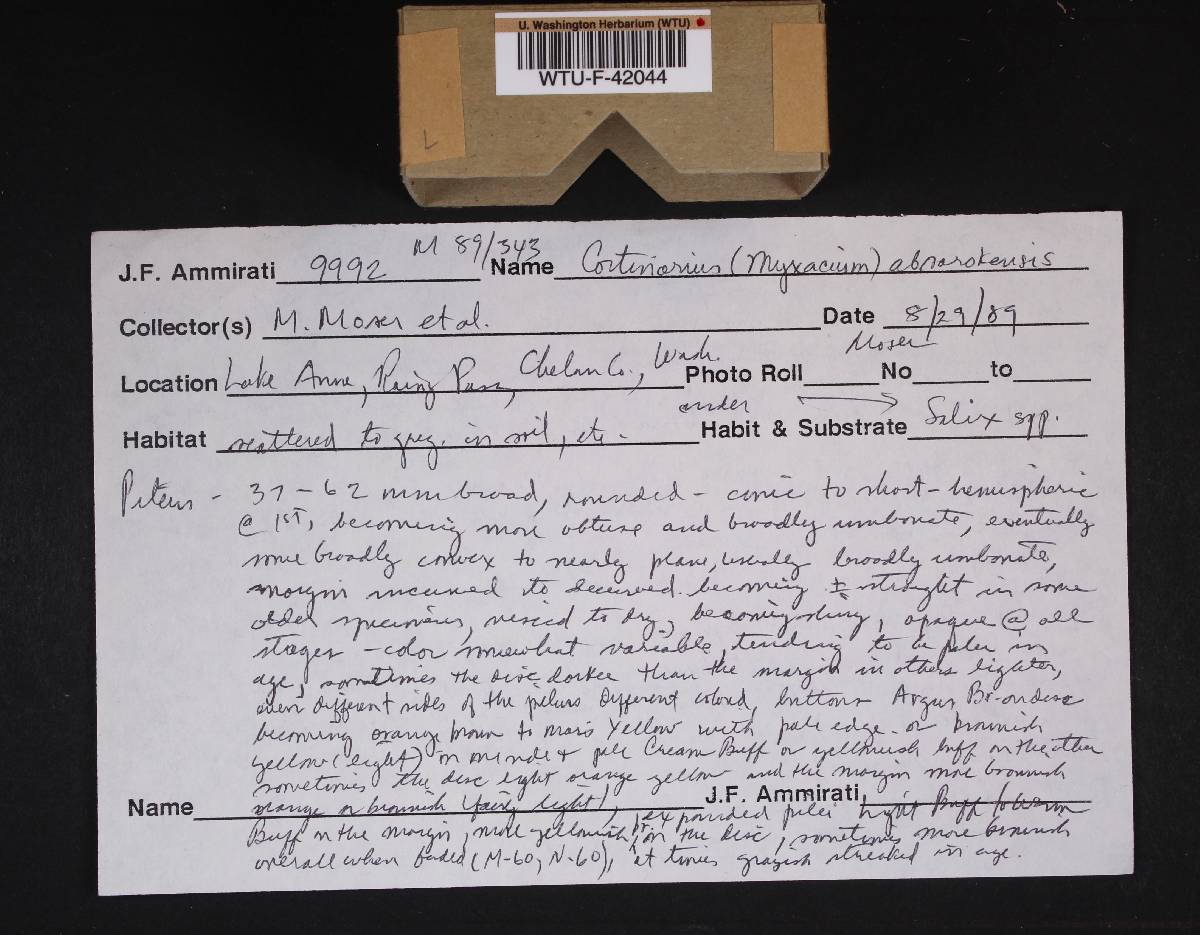 U. Washington Herbarium (WTU)
WTU-F-42044
L
M 89/343
J.F. Ammirati 9992 Name Cortinarius (Myxacium) absarokensis
Collector(s) M. Moser et al. Date 8/29/89
Moser
Location Lake Anne, Rainy Pass, Chelan Co., Wash. Photo Roll No to
under
Habitat scattered to greg. in soil, etc. Habit & Substrate Salix spp.
Pileus - 37-62 mm broad, rounded-conic to short-hemispheric
@ 1ST, becoming more obtuse and broadly umbonate, eventually
some broadly convex to nearly plane, usually broadly umbonate,
margin incurved to decurved becoming ± straight in some
older specimens, viscid to dry, becoming shiny, opaque @ all
stages - color somewhat variable, tending to be paler in
age, sometimes the disc darker than the margin in others lighter,
even different sides of the pileus different colored, buttons Argus Br. on disc
becoming orange brown to mars Yellow with pale edge or brownish
yellow (light) on and pale Cream Buff or yellowish buff on the other
sometimes the disc light orange yellow and the margin more brownish
orange or brownish (fairly light),
Name J.F. Ammirati
expanded pilei light Buff to Warm
Buff on the margin, more yellowish on the disc, sometimes more brownish
overall when faded (M-60, N-60), at times grayish streaked in age.